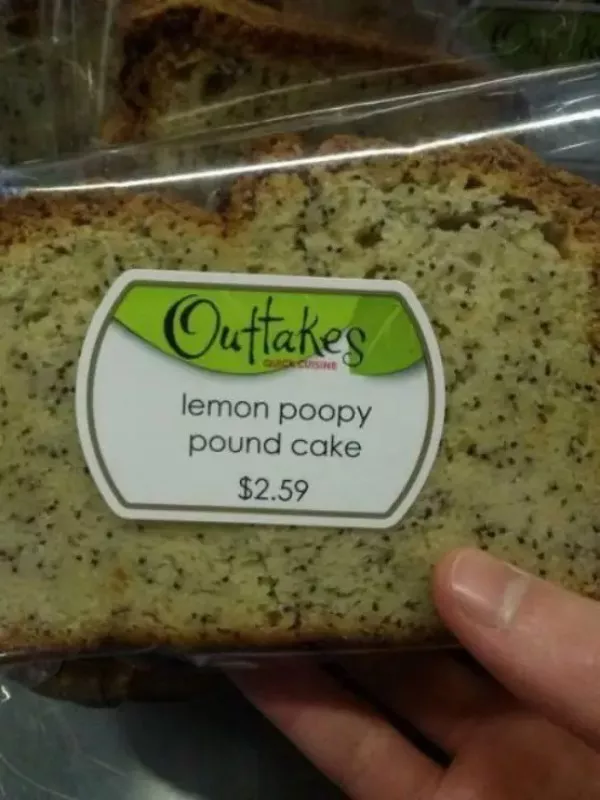 Outtakes
QUICK CUISINE
lemon poopy
pound cake
$2.59